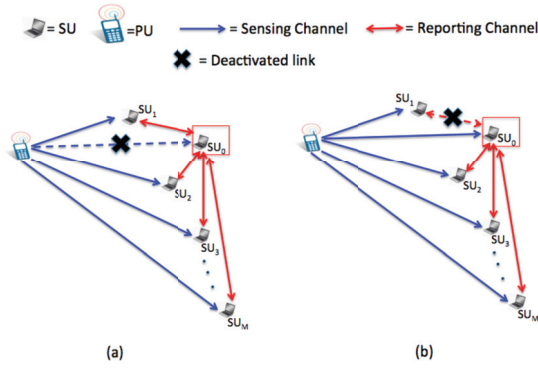 = SU
=PU
= Sensing Channel
= Reporting Channel
= Deactivated link
SU1
SU0
SU2
SU3
SUM
(a)
SU1
SU0
SU2
SU3
SUM
(b)